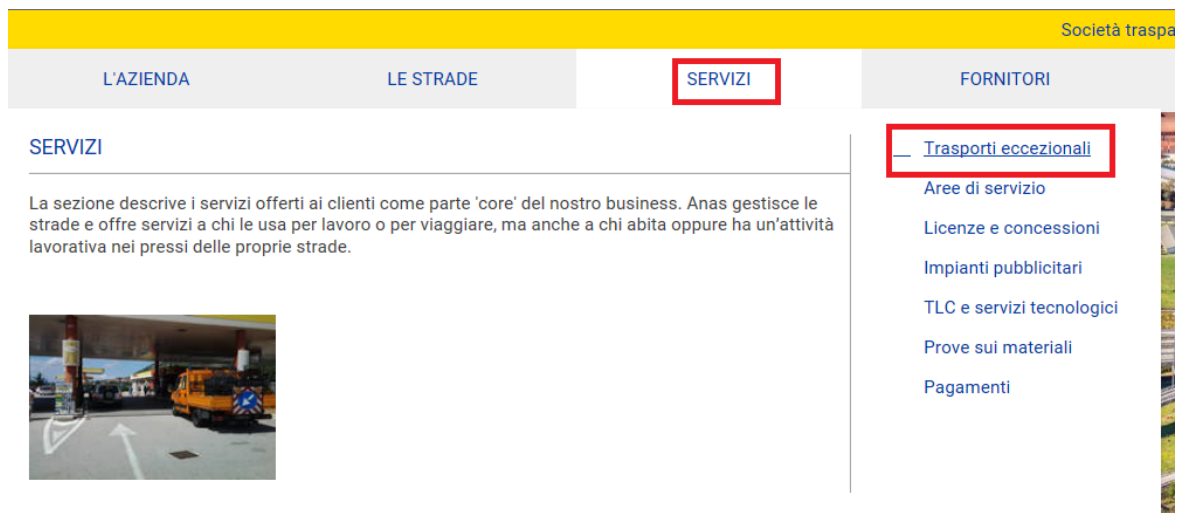 Società traspa
L'AZIENDA
LE STRADE
SERVIZI
FORNITORI
SERVIZI
La sezione descrive i servizi offerti ai clienti come parte 'core' del nostro business. Anas gestisce le
strade e offre servizi a chi le usa per lavoro o per viaggiare, ma anche a chi abita oppure ha un'attività
lavorativa nei pressi delle proprie strade.
Trasporti eccezionali
Aree di servizio
Licenze e concessioni
Impianti pubblicitari
TLC e servizi tecnologici
Prove sui materiali
Pagamenti